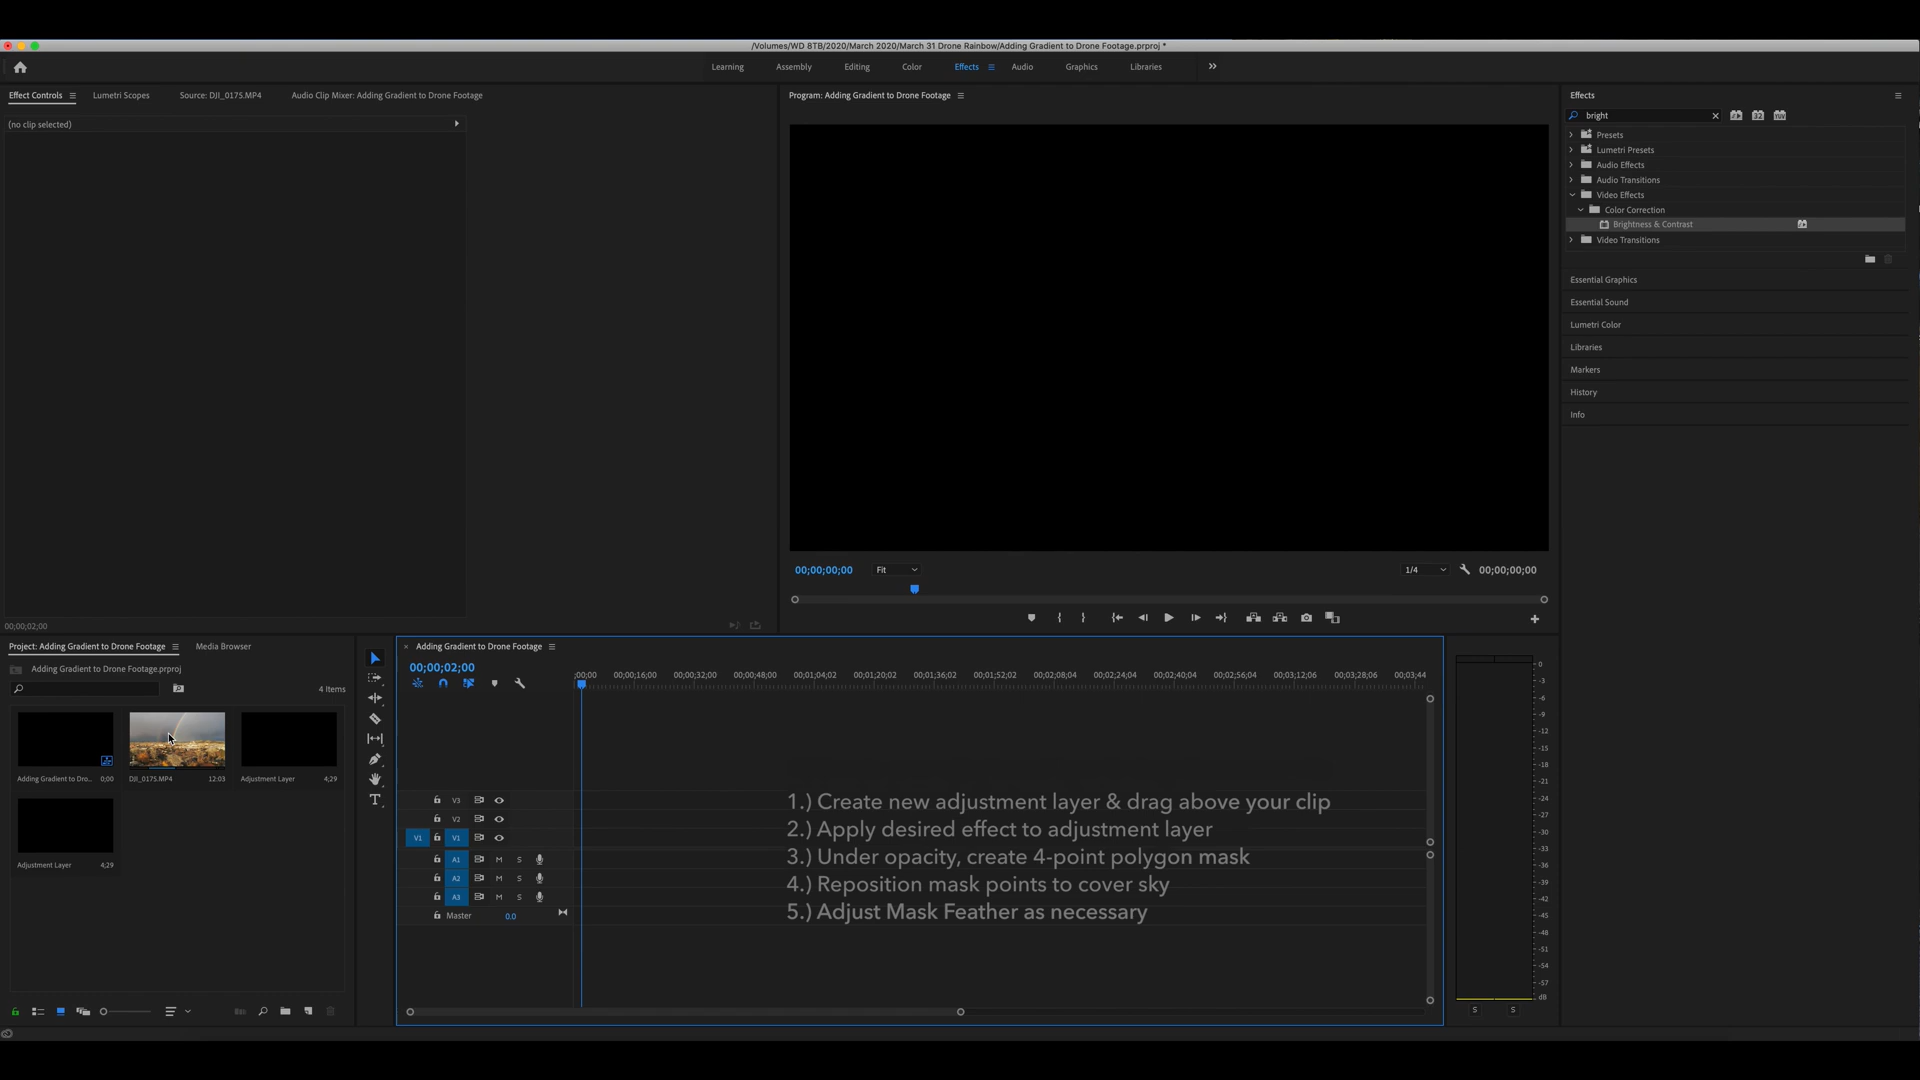 /Volumes/WD 8TB/2020/March 2020/March 31 Drone Rainbow/Adding Gradient to Drone Footage.prproj *
Learning Assembly Editing Color Effects Audio Graphics Libraries
Effect Controls Lumetri Scopes Source: DJI_0175.MP4 Audio Clip Mixer: Adding Gradient to Drone Footage
(no clip selected)
00;00;02;00
Program: Adding Gradient to Drone Footage
00;00;00;00 Fit 1/4 00;00;00;00
Effects
bright
Presets
Lumetri Presets
Audio Effects
Audio Transitions
Video Effects
Color Correction
Brightness & Contrast
Video Transitions
Essential Graphics
Essential Sound
Lumetri Color
Libraries
Markers
History
Info
Project: Adding Gradient to Drone Footage Media Browser
Adding Gradient to Drone Footage.prproj
4 Items
Adding Gradient to Dro... 0;00 DJI_0175.MP4 12:03 Adjustment Layer 4;29
Adjustment Layer 4;29
Adding Gradient to Drone Footage
00;00;02;00
;00;00 00;00;16;00 00;00;32;00 00;00;48;00 00;01;04;02 00;01;20;02 00;01;36;02 00;01;52;02 00;02;08;04 00;02;24;04 00;02;40;04 00;02;56;04 00;03;12;06 00;03;28;06 00;03;44
V3
V2
V1 V1
A1 M S
A2 M S
A3 M S
Master 0.0
1.) Create new adjustment layer & drag above your clip
2.) Apply desired effect to adjustment layer
3.) Under opacity, create 4-point polygon mask
4.) Reposition mask points to cover sky
5.) Adjust Mask Feather as necessary
0
-3
-6
-9
-12
-15
-18
-21
-24
-27
-30
-33
-36
-39
-42
-45
-48
-51
-54
-57
dB
S S